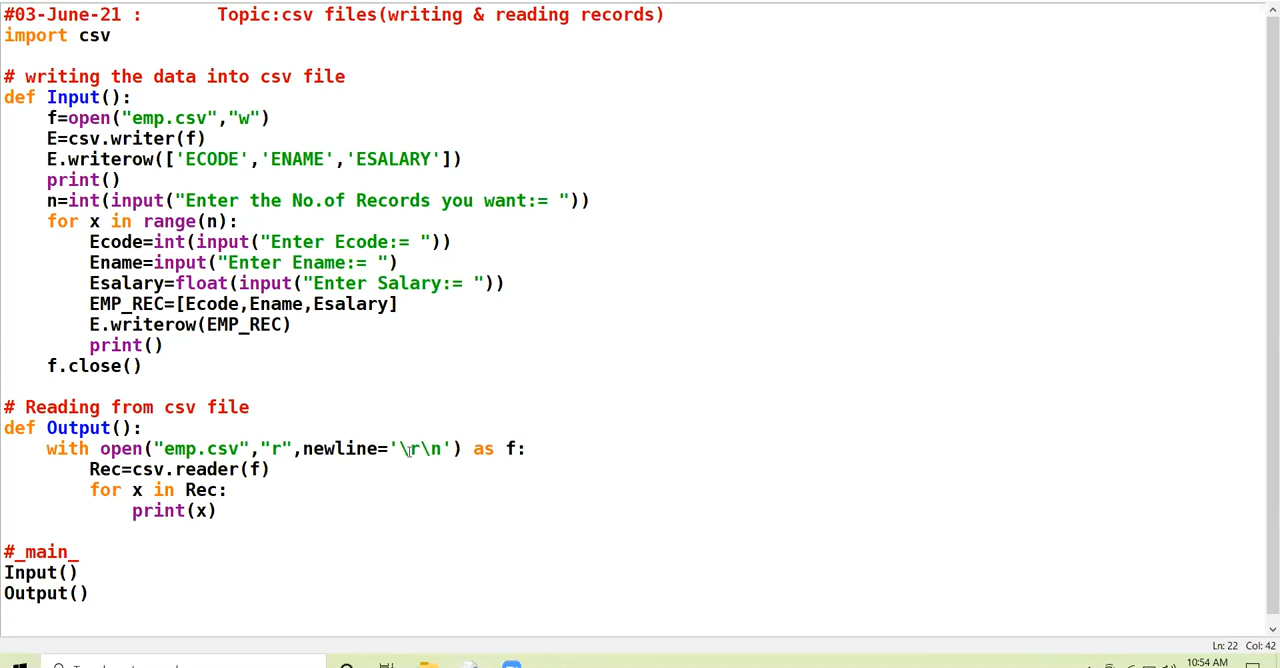 #03-June-21 :       Topic:csv files(writing & reading records)
import csv

# writing the data into csv file
def Input():
    f=open("emp.csv","w")
    E=csv.writer(f)
    E.writerow(['ECODE','ENAME','ESALARY'])
    print()
    n=int(input("Enter the No.of Records you want:= "))
    for x in range(n):
        Ecode=int(input("Enter Ecode:= "))
        Ename=input("Enter Ename:= ")
        Esalary=float(input("Enter Salary:= "))
        EMP_REC=[Ecode,Ename,Esalary]
        E.writerow(EMP_REC)
        print()
    f.close()

# Reading from csv file
def Output():
    with open("emp.csv","r",newline='\r\n') as f:
        Rec=csv.reader(f)
        for x in Rec:
            print(x)

#_main_
Input()
Output()
Ln: 22 Col: 42
10:54 AM